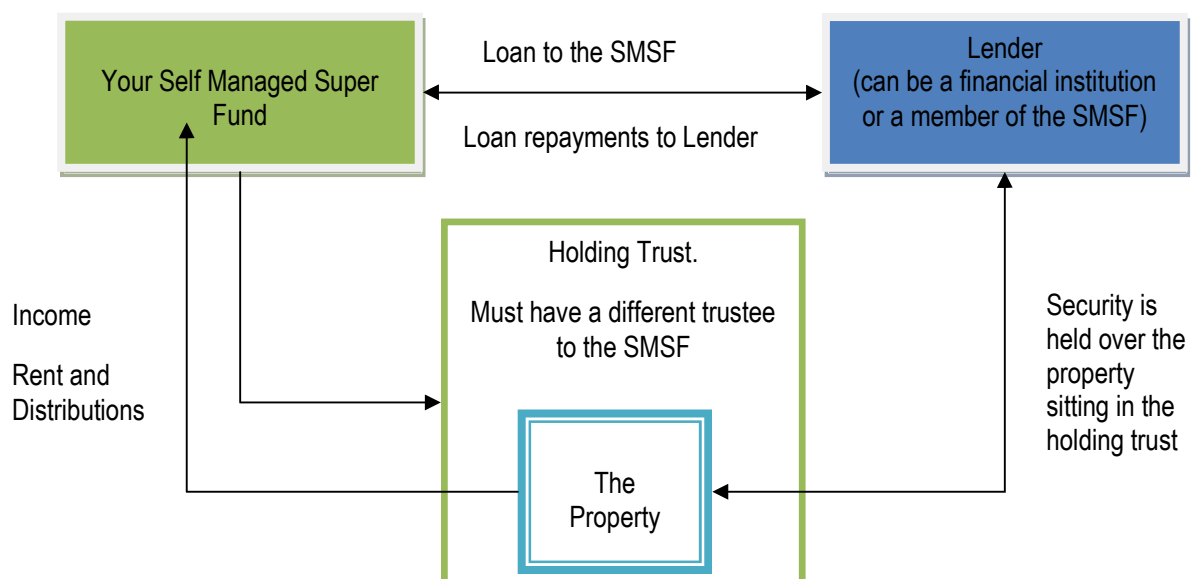 Your Self Managed Super
Fund
Loan to the SMSF
Loan repayments to Lender
Lender
(can be a financial institution
or a member of the SMSF)
Holding Trust.
Must have a different trustee
to the SMSF
Income
Rent and
Distributions
The
Property
Security is
held over the
property
sitting in the
holding trust